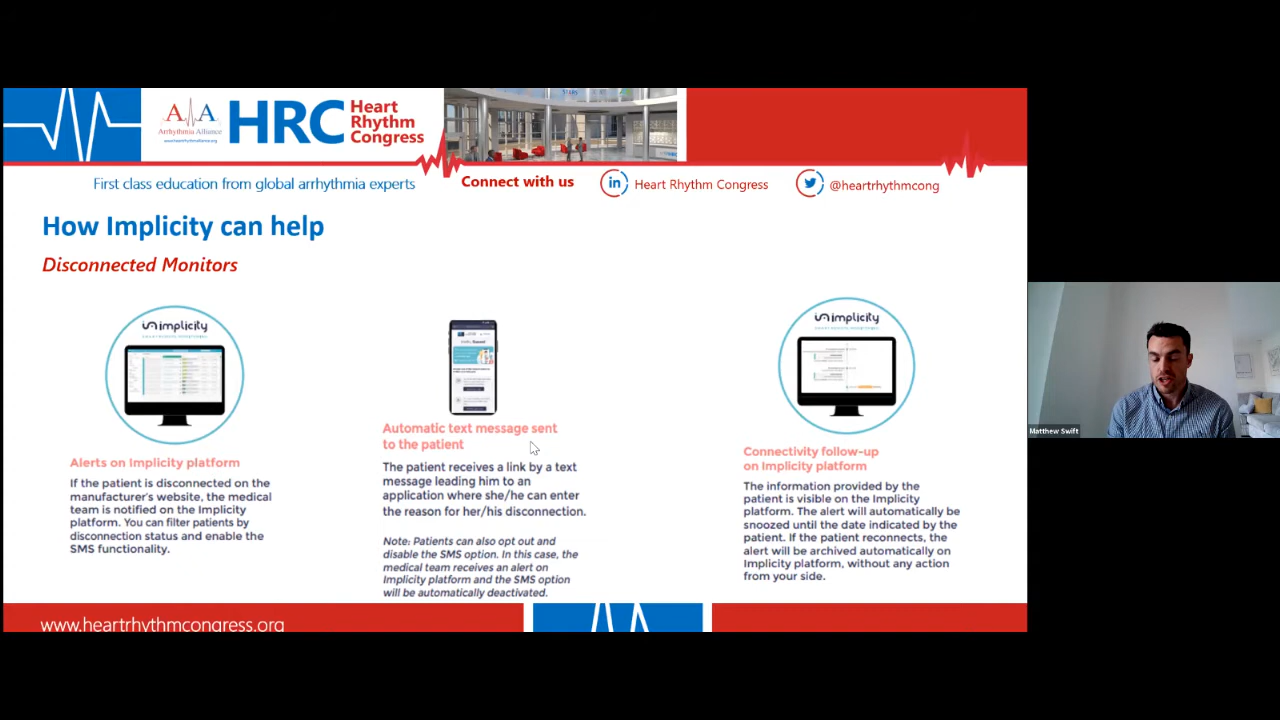 A A
Arrhythmia Alliance
www.heartrhythmalliance.org
HRC
Heart
Rhythm
Congress
First class education from global arrhythmia experts
Connect with us
in
Heart Rhythm Congress
@heartrhythmcong
How Implicity can help
Disconnected Monitors
implicity
Alerts on Implicity platform
If the patient is disconnected on the
manufacturer's website, the medical
team is notified on the Implicity
platform. You can filter patients by
disconnection status and enable the
SMS functionality.
Automatic text message sent
to the patient
The patient receives a link by a text
message leading him to an
application where she/he can enter
the reason for her/his disconnection.
Note: Patients can also opt out and
disable the SMS option. In this case, the
medical team receives an alert on
Implicity platform and the SMS option
will be automatically deactivated.
implicity
Connectivity follow-up
on Implicity platform
The information provided by the
patient is visible on the Implicity
platform. The alert will automatically be
snoozed until the date indicated by the
patient. If the patient reconnects, the
alert will be archived automatically on
Implicity platform, without any action
from your side.
www.heartrhythmcongress.org
Matthew Swift